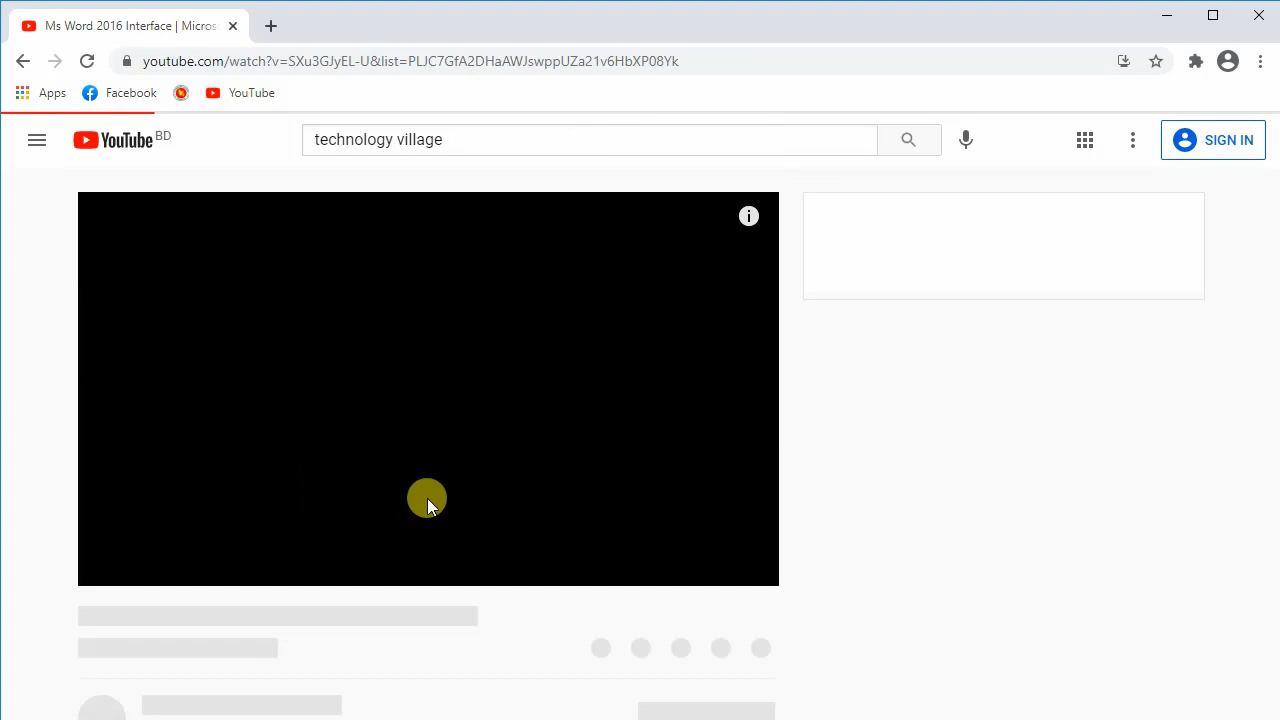 Ms Word 2016 Interface | Micros
youtube.com/watch?v=SXu3GJyEL-U&list=PLJC7GfA2DHaAWJswppUZa21v6HbXP08Yk
Apps Facebook YouTube
YouTube BD technology village SIGN IN